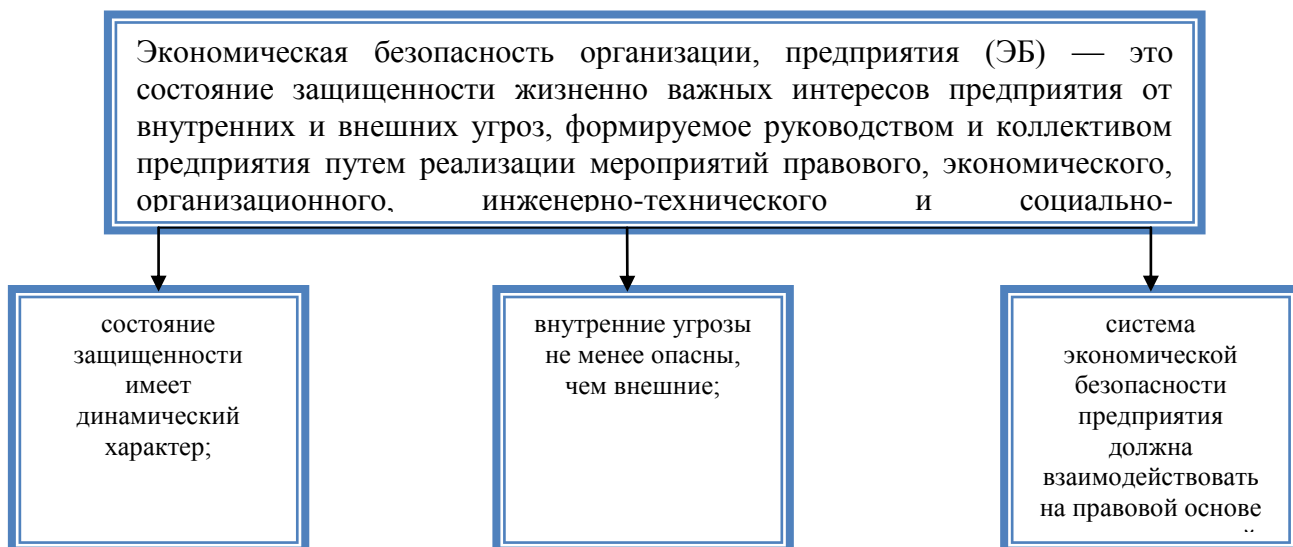 Экономическая безопасность организации, предприятия (ЭБ) — это
состояние защищенности жизненно важных интересов предприятия от
внутренних и внешних угроз, формируемое руководством и коллективом
предприятия путем реализации мероприятий правового, экономического,
организационного, инженерно-технического и социально-
состояние
защищенности
имеет
динамический
характер;
внутренние угрозы
не менее опасны,
чем внешние;
система
экономической
безопасности
предприятия
должна
взаимодействовать
на правовой основе